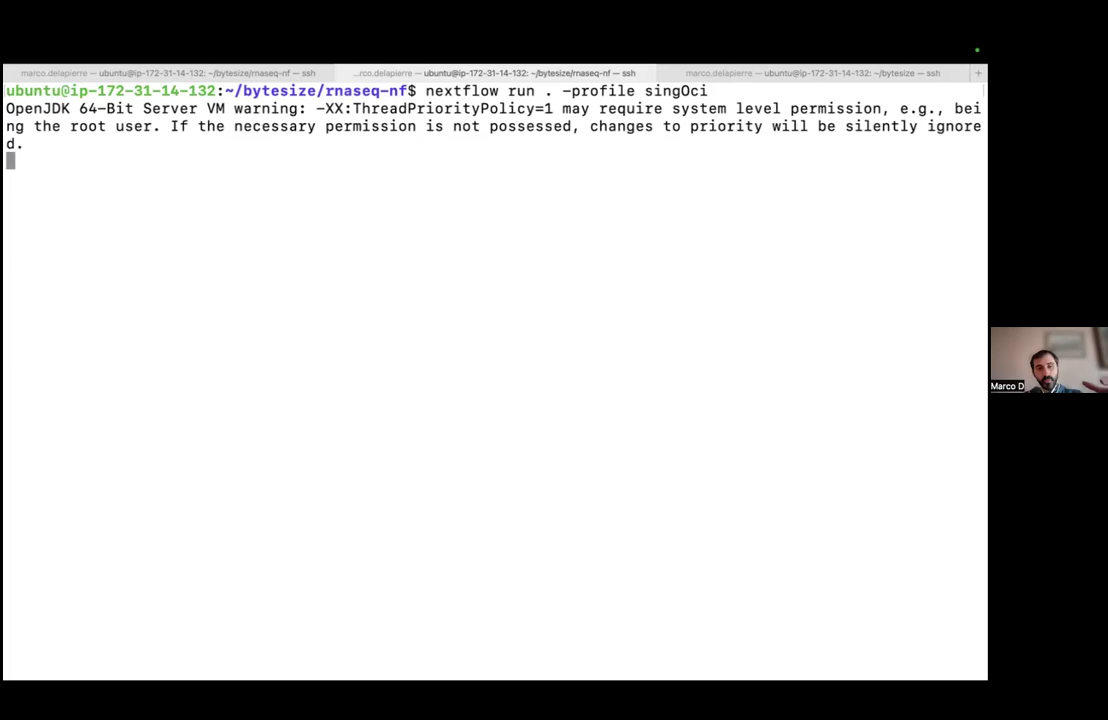 marco.delapierre — ubuntu@ip-172-31-14-132: ~/bytesize/rnaseq-nf — ssh
...rco.delapierre — ubuntu@ip-172-31-14-132: ~/bytesize/rnaseq-nf — ssh
marco.delapierre — ubuntu@ip-172-31-14-132: ~/bytesize — ssh
+
ubuntu@ip-172-31-14-132:~/bytesize/rnaseq-nf$ nextflow run . -profile singOci
OpenJDK 64-Bit Server VM warning: -XX:ThreadPriorityPolicy=1 may require system level permission, e.g., bei
ng the root user. If the necessary permission is not possessed, changes to priority will be silently ignore
d.
Marco D